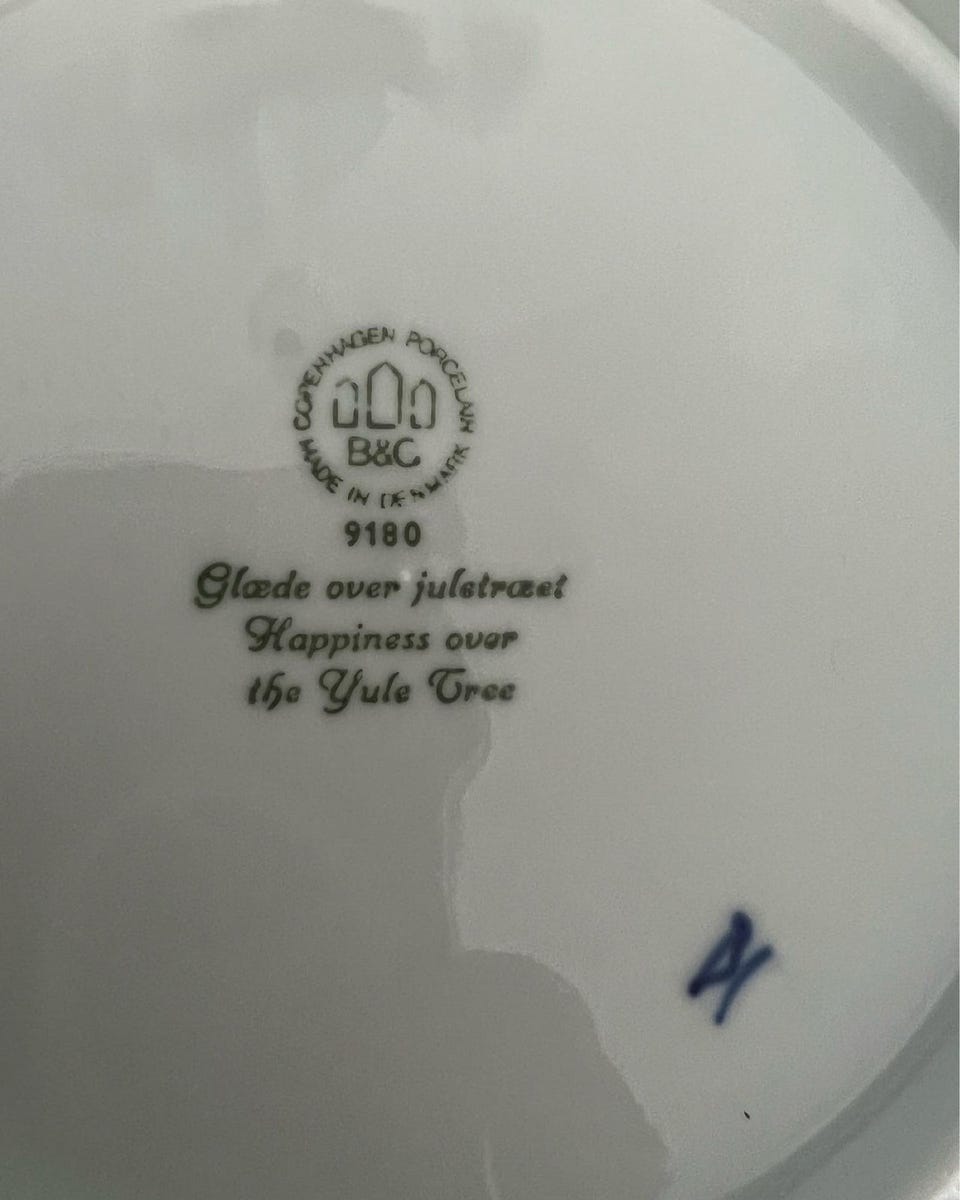 COPENHAGEN PORCELAIN
B&G
MADE IN DENMARK
9180
Glæde over juletræet
Happiness over
the Yule Tree